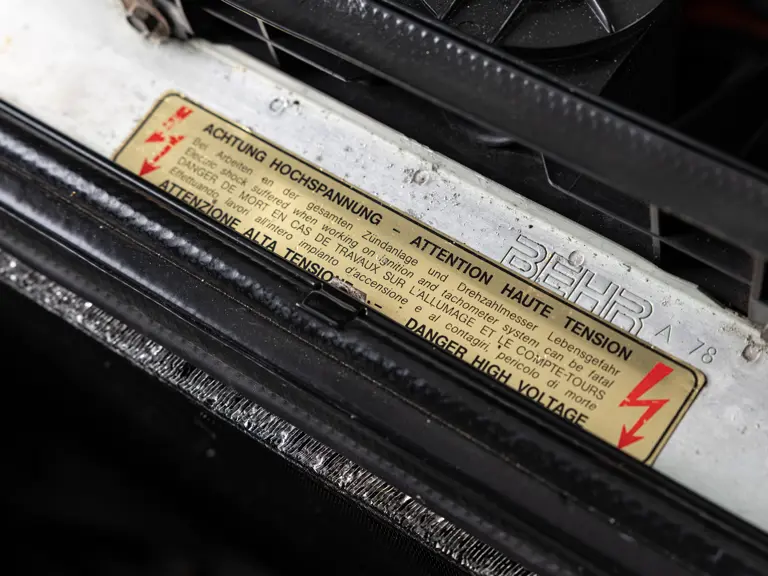 ACHTUNG HOCHSPANNUNG - ATTENTION HAUTE TENSION
Bei Arbeiten an der gesamten Zündanlage und Drehzahlmesser Lebensgefahr
Electric shock suffered when working on ignition and tachometer system can be fatal
DANGER DE MORT EN CAS DE TRAVAUX SUR L'ALLUMAGE ET LE COMPTE-TOURS
Effettuando lavori all'intero impianto d'accensione e al contagiri, pericolo di morte
ATTENZIONE ALTA TENSIO DANGER HIGH VOLTAGE
BEHR A 78